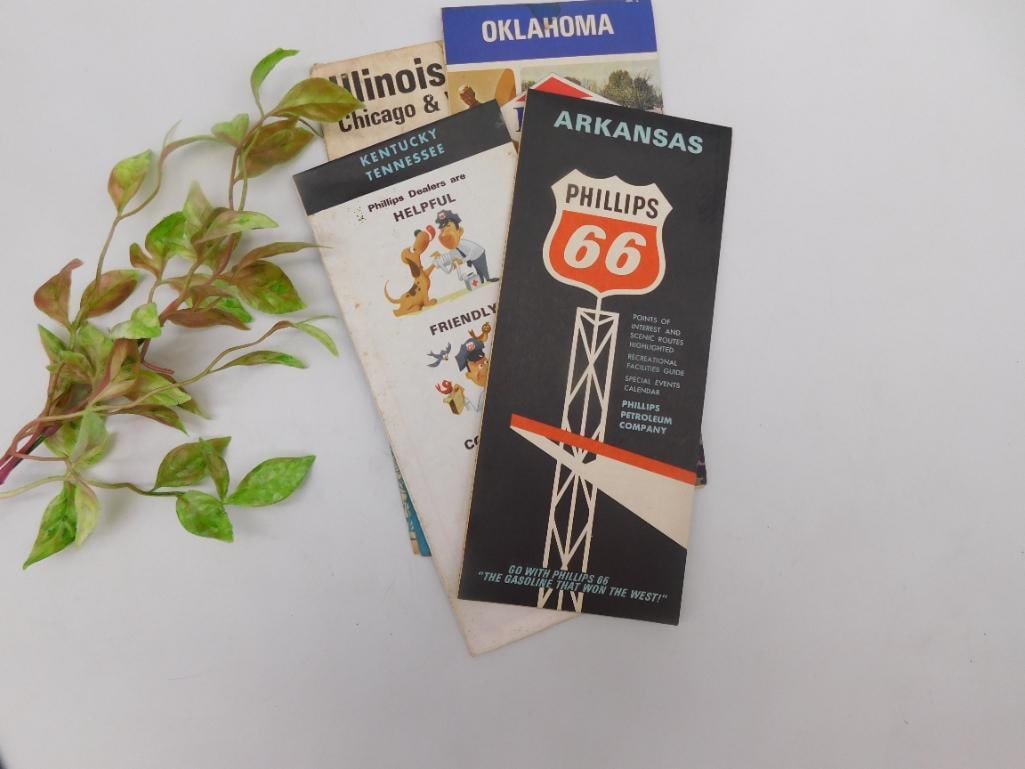 OKLAHOMA
Illinois
Chicago &
KENTUCKY
TENNESSEE
Phillips Dealers are
HELPFUL
FRIENDLY
ARKANSAS
PHILLIPS
66
POINTS OF
INTEREST AND
SCENIC ROUTES
HIGHLIGHTED
RECREATIONAL
FACILITIES GUIDE
SPECIAL EVENTS
CALENDAR
PHILLIPS
PETROLEUM
COMPANY
GO WITH PHILLIPS 66
"THE GASOLINE THAT WON THE WEST!"